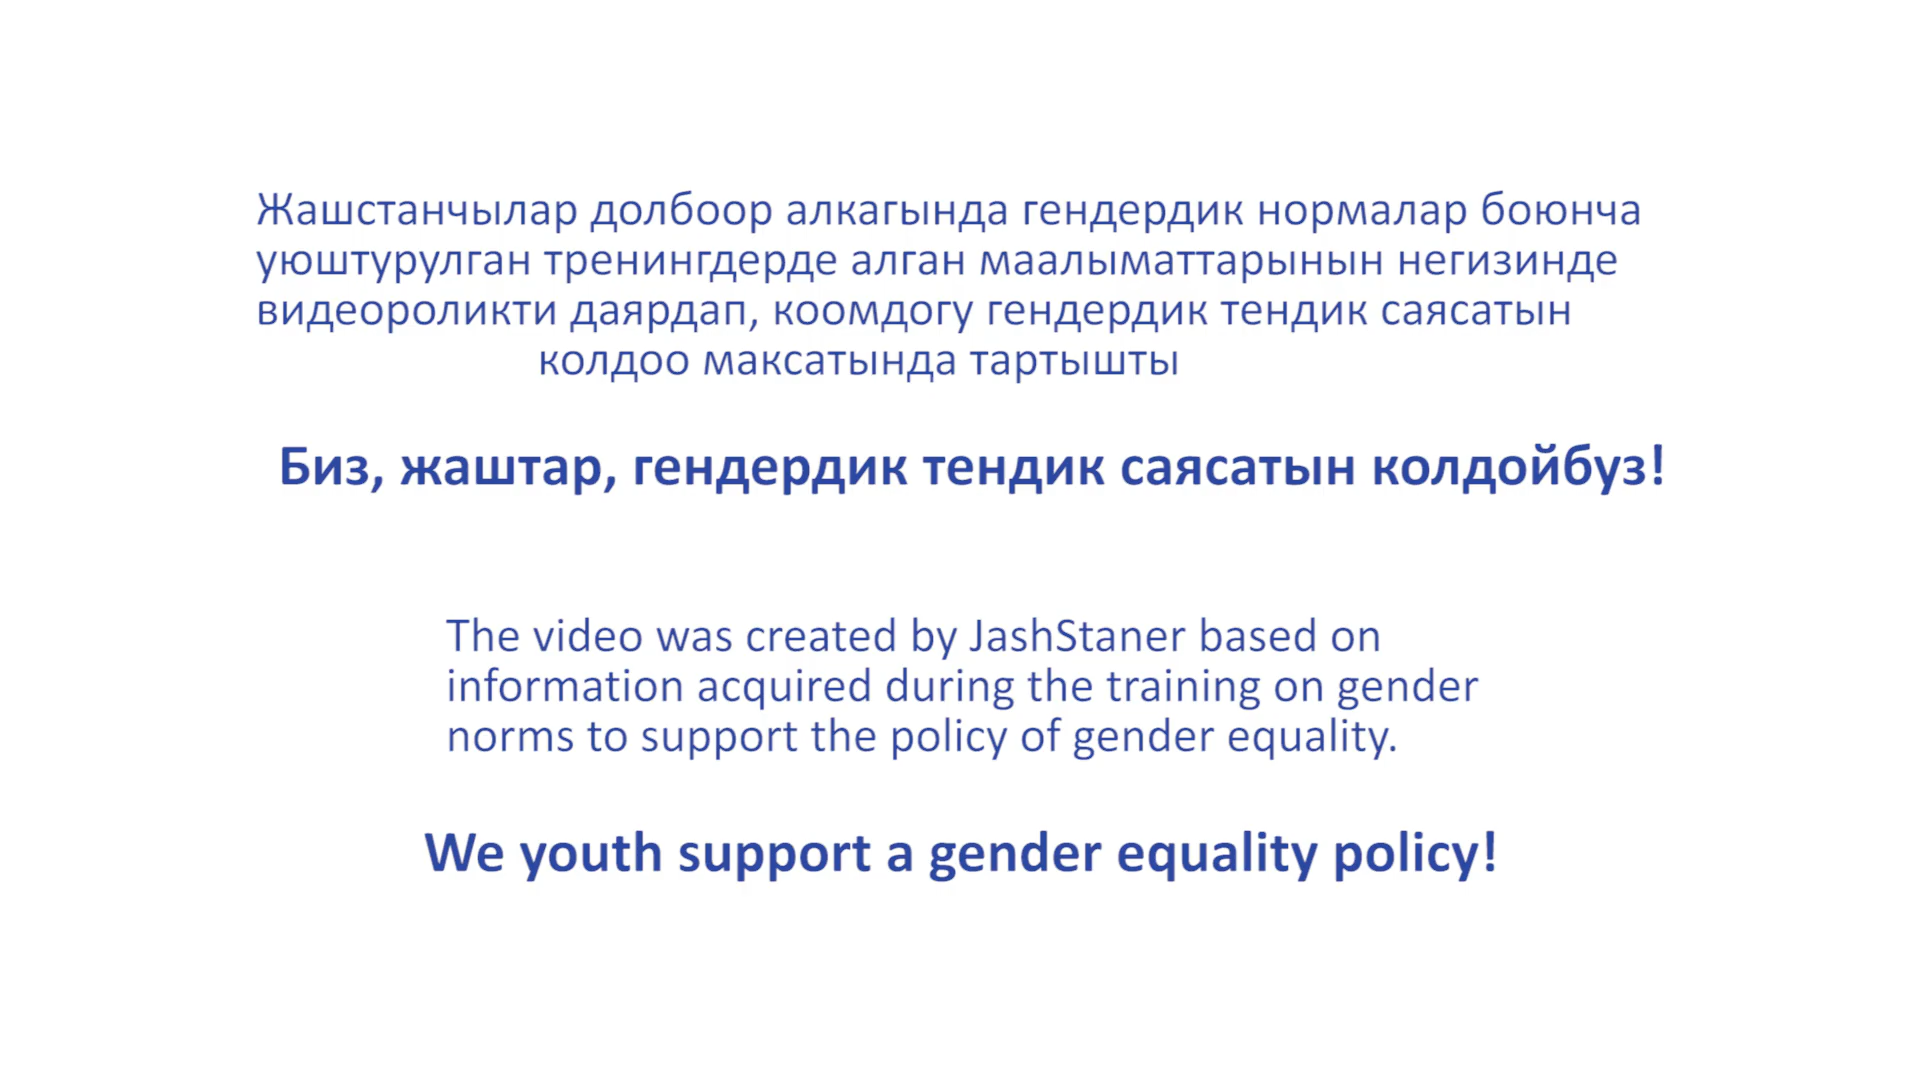 Жашстанчылар долбоор алкагында гендердик нормалар боюнча
уюштурулган тренингдерде алган маалыматтарынын негизинде
видеороликти даярдап, коомдогу гендердик тендик саясатын
колдоо максатында тартышты
Биз, жаштар, гендердик тендик саясатын колдойбуз!
The video was created by JashStaner based on
information acquired during the training on gender
norms to support the policy of gender equality.
We youth support a gender equality policy!